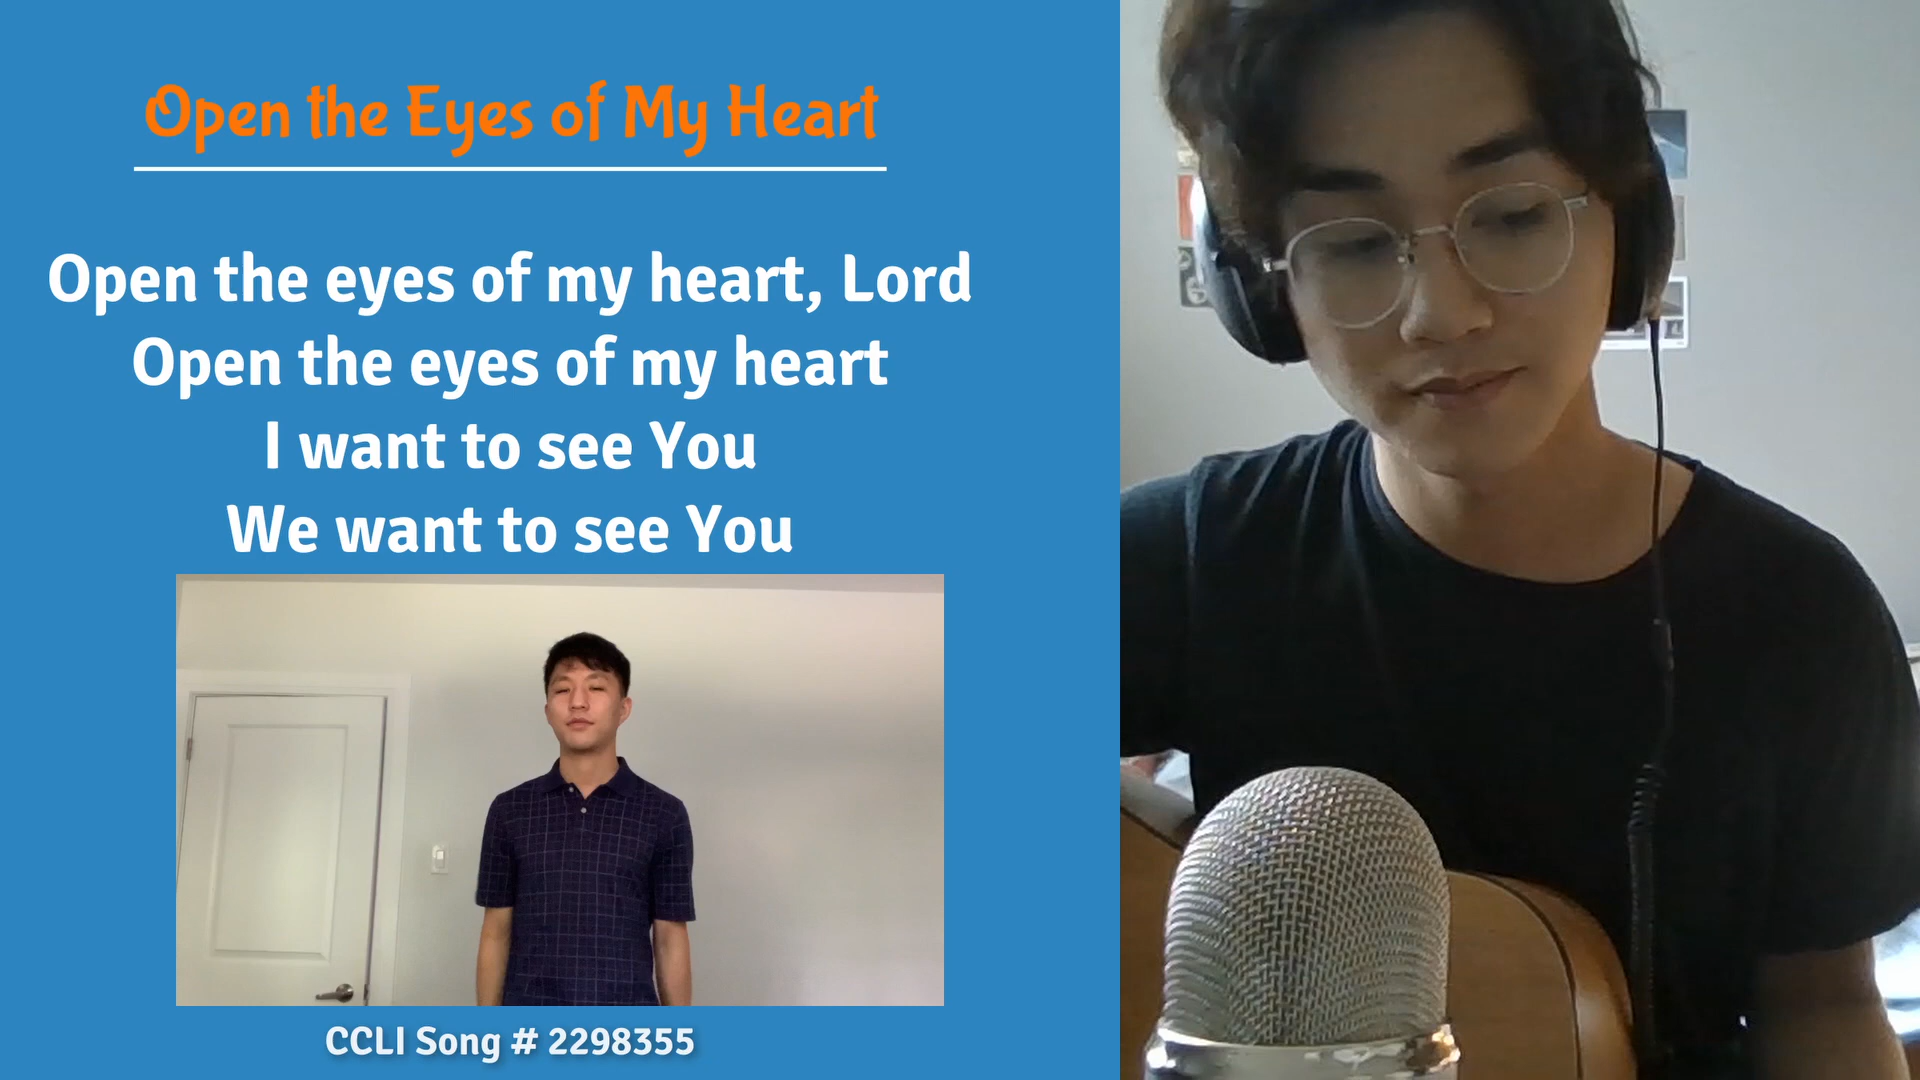 Open the Eyes of My Heart
Open the eyes of my heart, Lord
Open the eyes of my heart
I want to see You
We want to see You
CCLI Song # 2298355